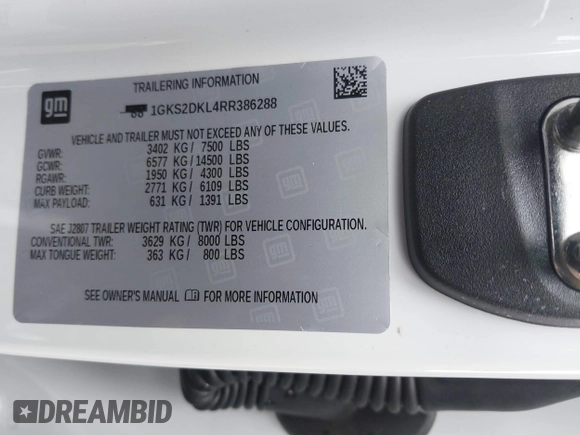 gm
TRAILERING INFORMATION
1GKS2DKL4RR386288
VEHICLE AND TRAILER MUST NOT EXCEED ANY OF THESE VALUES.
GVWR: 3402 KG / 7500 LBS
GCWR: 6577 KG / 14500 LBS
RGAWR: 1950 KG / 4300 LBS
CURB WEIGHT: 2771 KG / 6109 LBS
MAX PAYLOAD: 631 KG / 1391 LBS
SAE J2807 TRAILER WEIGHT RATING (TWR) FOR VEHICLE CONFIGURATION.
CONVENTIONAL TWR: 3629 KG / 8000 LBS
MAX TONGUE WEIGHT: 363 KG / 800 LBS
SEE OWNER'S MANUAL FOR MORE INFORMATION
DREAMBID